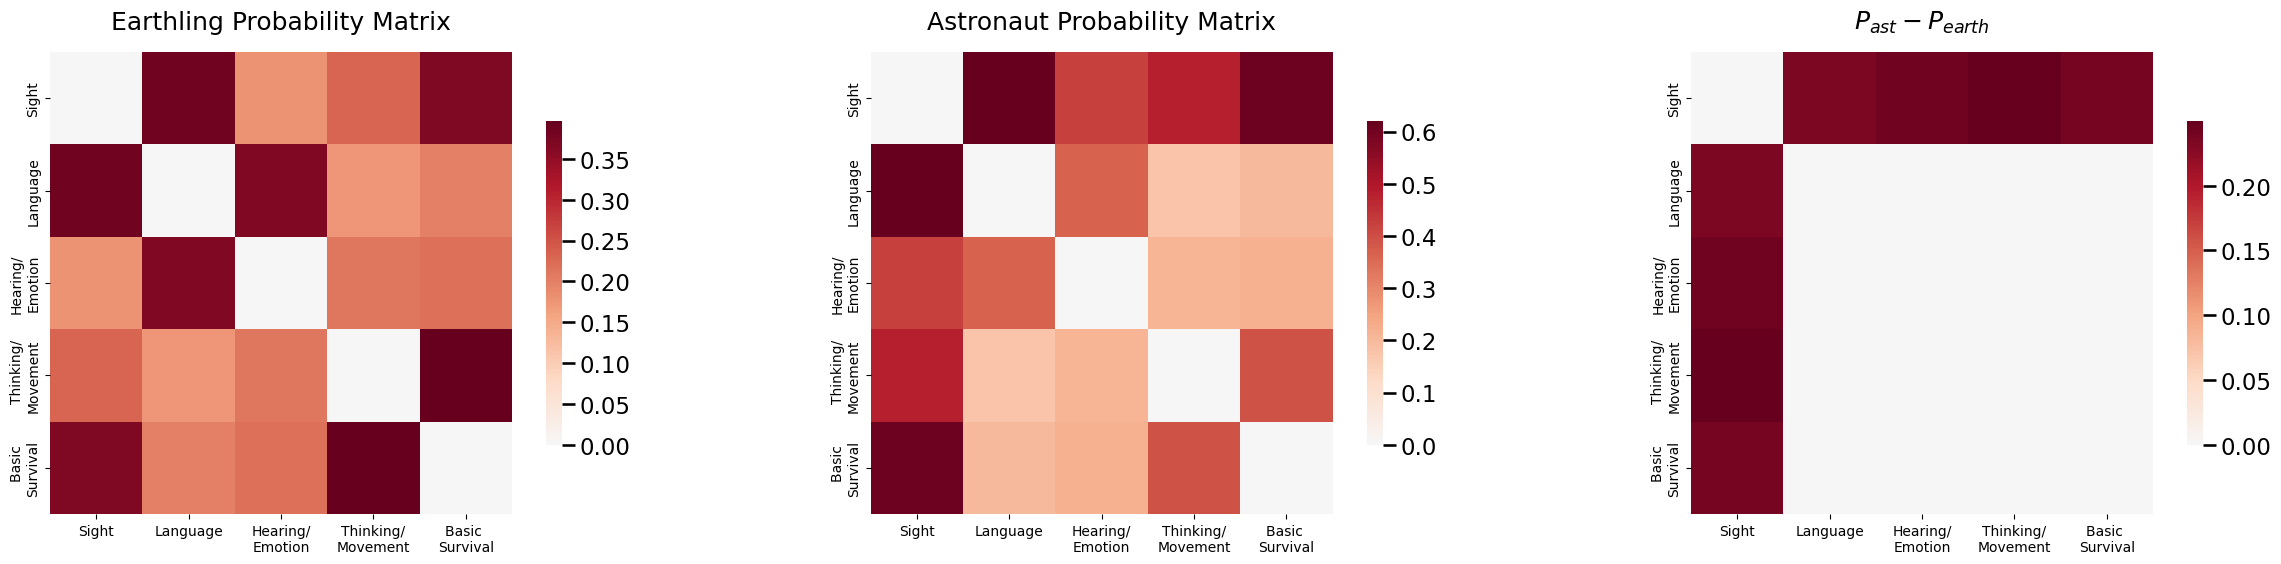 Earthling Probability Matrix
Sight
Language
Hearing/
Emotion
Thinking/
Movement
Basic
Survival
Sight
Language
Hearing/
Emotion
Thinking/
Movement
Basic
Survival
0.35
0.30
0.25
0.20
0.15
0.10
0.05
0.00
Astronaut Probability Matrix
Sight
Language
Hearing/
Emotion
Thinking/
Movement
Basic
Survival
Sight
Language
Hearing/
Emotion
Thinking/
Movement
Basic
Survival
0.6
0.5
0.4
0.3
0.2
0.1
0.0
P_{ast} − P_{earth}
Sight
Language
Hearing/
Emotion
Thinking/
Movement
Basic
Survival
Sight
Language
Hearing/
Emotion
Thinking/
Movement
Basic
Survival
0.20
0.15
0.10
0.05
0.00